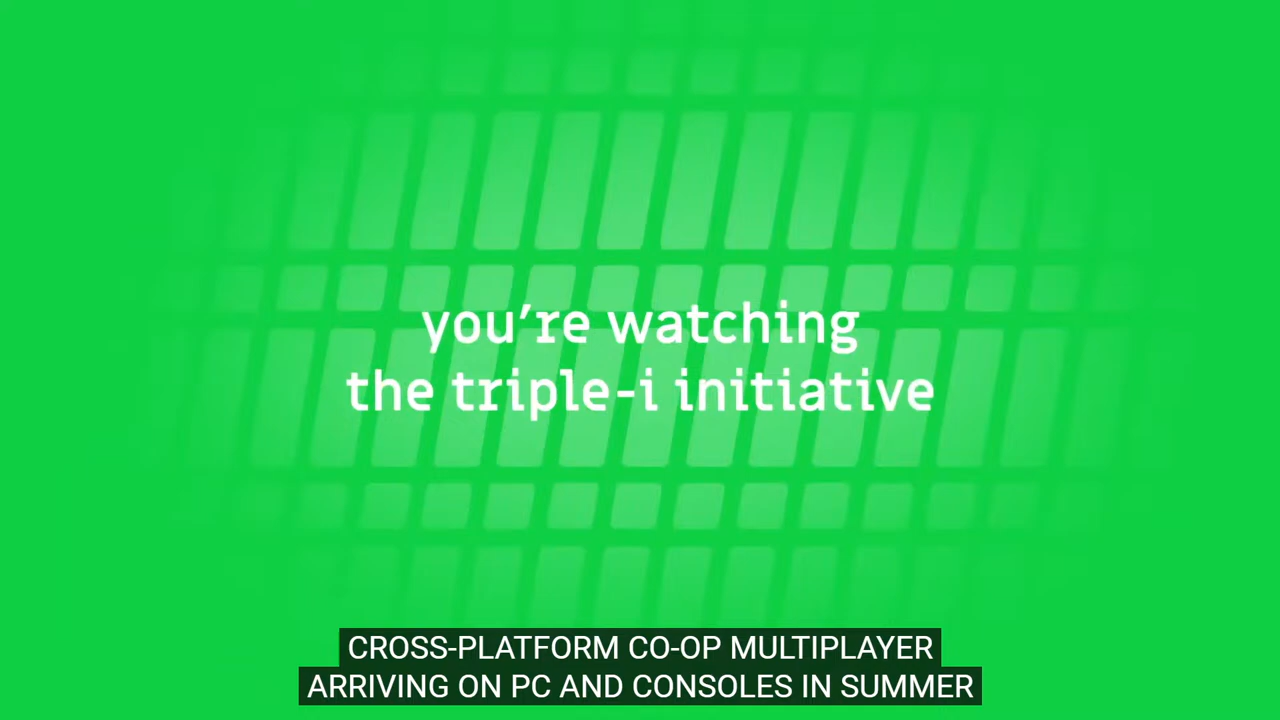 you're watching
the triple-i initiative
CROSS-PLATFORM CO-OP MULTIPLAYER
ARRIVING ON PC AND CONSOLES IN SUMMER